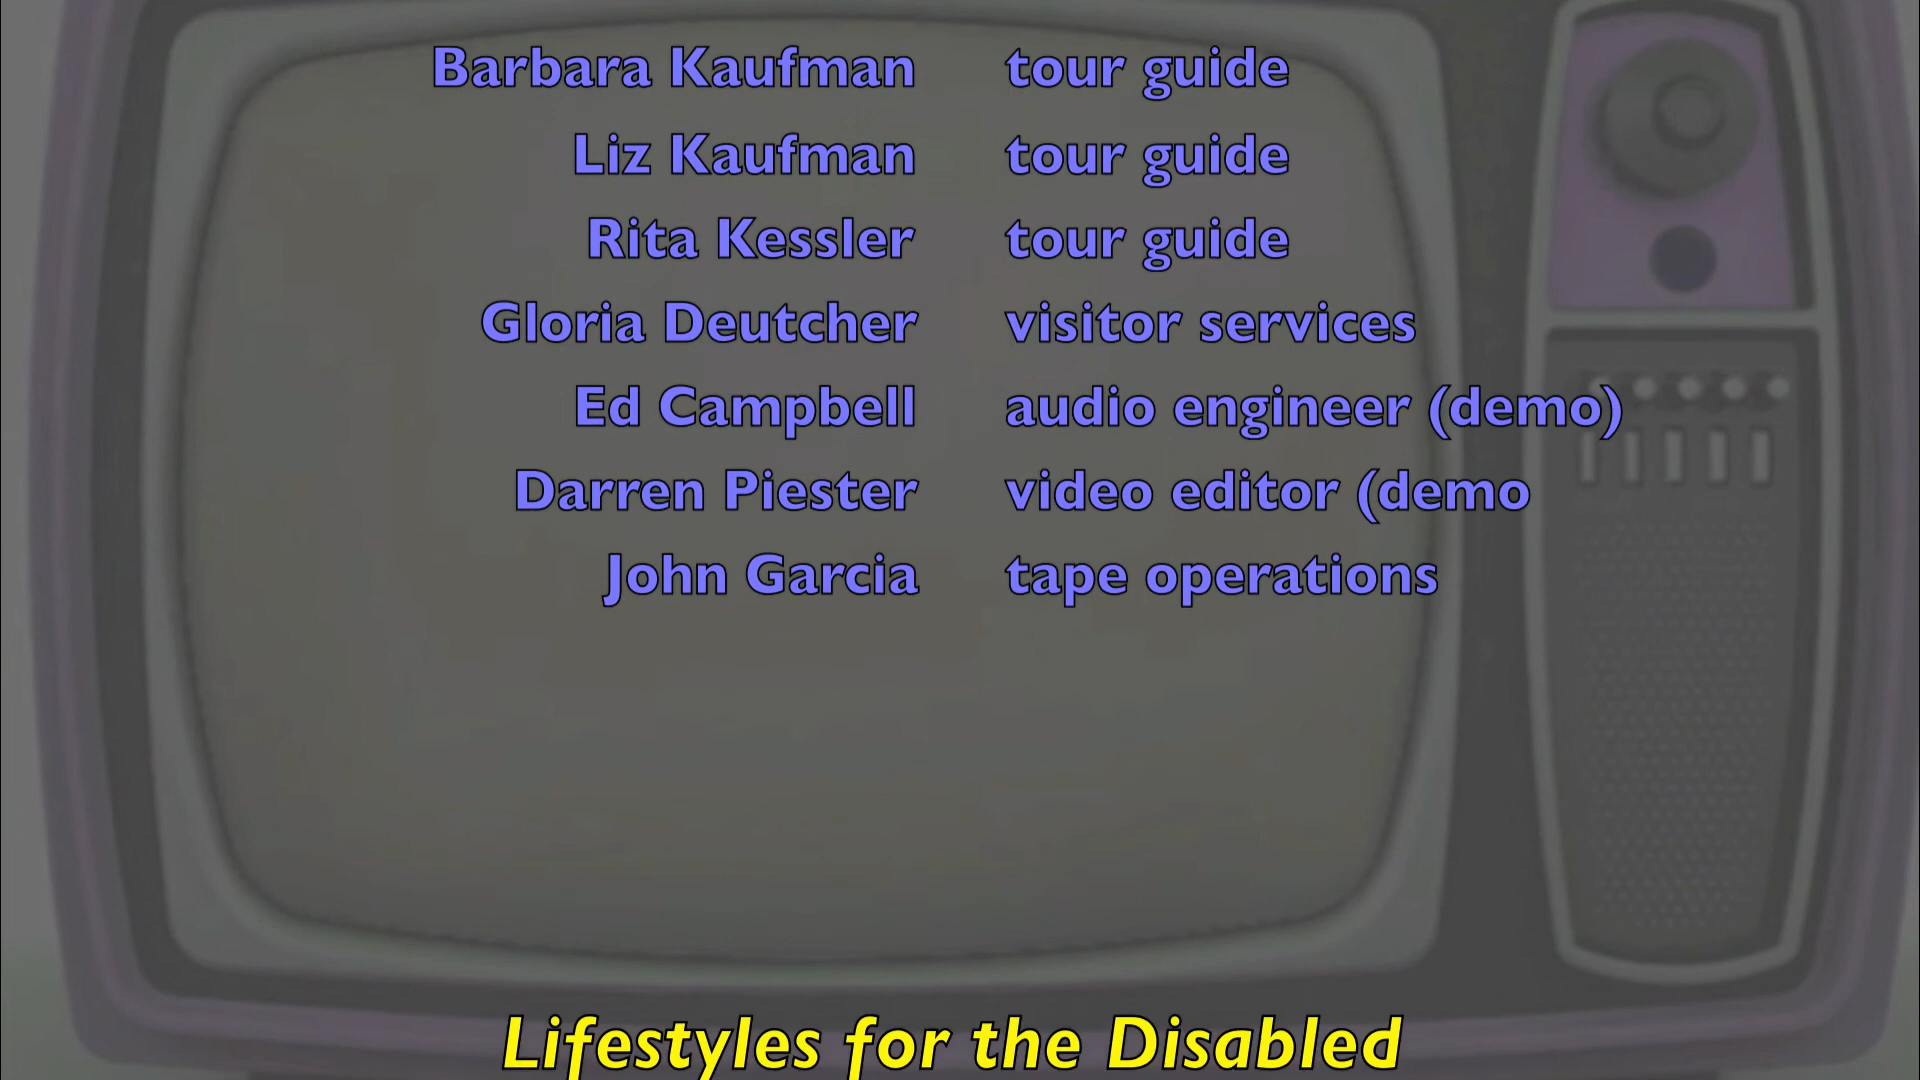 Barbara Kaufman tour guide
Liz Kaufman tour guide
Rita Kessler tour guide
Gloria Deutcher visitor services
Ed Campbell audio engineer (demo)
Darren Piester video editor (demo
John Garcia tape operations
Lifestyles for the Disabled